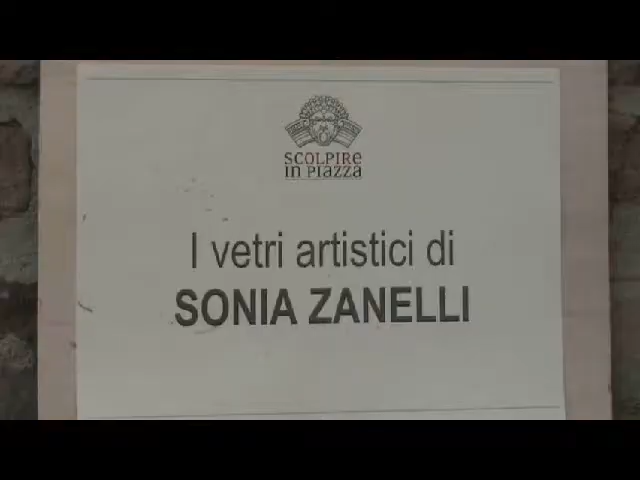 SCOLPIRE
IN PIAZZA
I vetri artistici di
SONIA ZANELLI